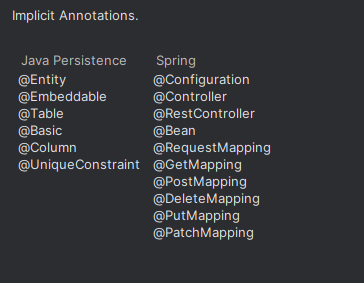 Implicit Annotations.
Java Persistence Spring
@Entity @Configuration
@Embeddable @Controller
@Table @RestController
@Basic @Bean
@Column @RequestMapping
@UniqueConstraint @GetMapping
@PostMapping
@DeleteMapping
@PutMapping
@PatchMapping